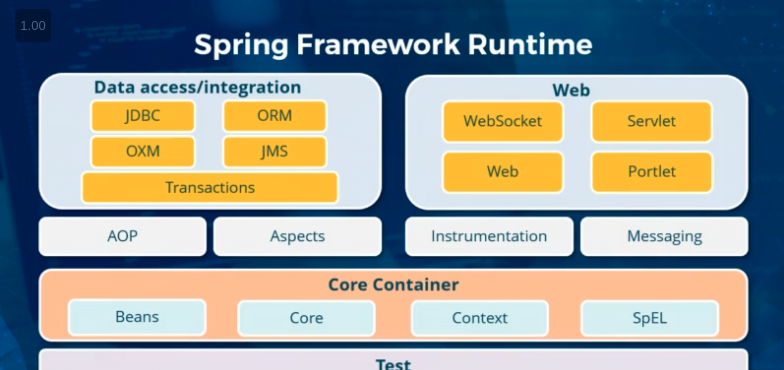 1.00
Spring Framework Runtime
Data access/integration
JDBC ORM
OXM JMS
Transactions
Web
WebSocket Servlet
Web Portlet
AOP Aspects Instrumentation Messaging
Core Container
Beans Core Context SpEL
Test